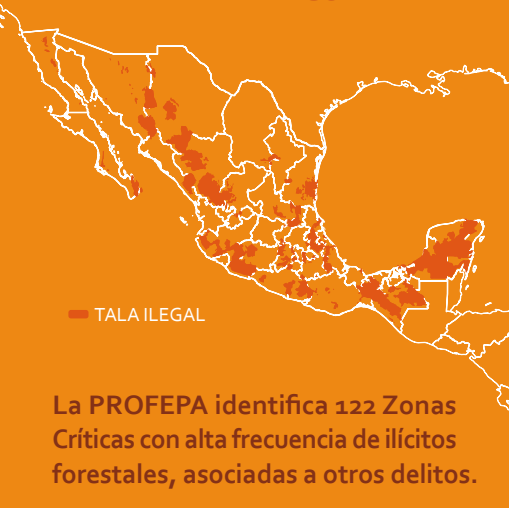 TALA ILEGAL
La PROFEPA identifica 122 Zonas
Críticas con alta frecuencia de ilícitos
forestales, asociadas a otros delitos.